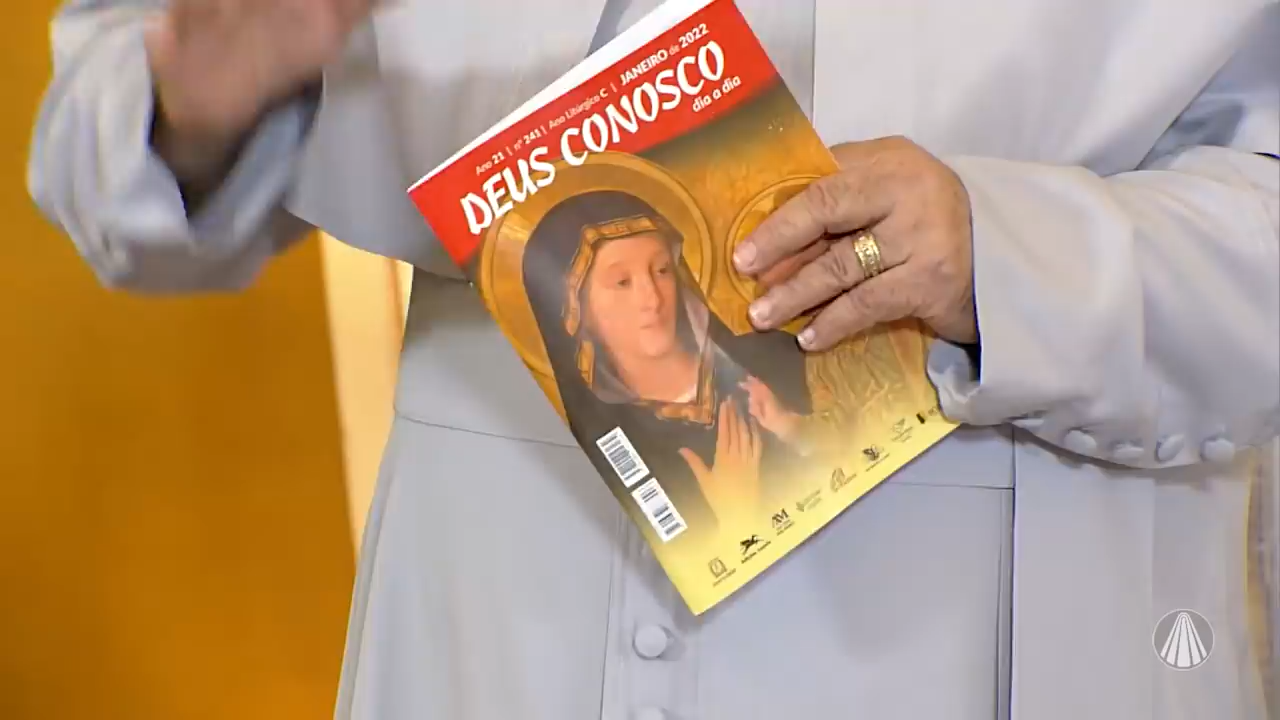 Ano 21 | nº 241 | Ano Litúrgico C | JANEIRO de 2022
DEUS CONOSCO
dia a dia